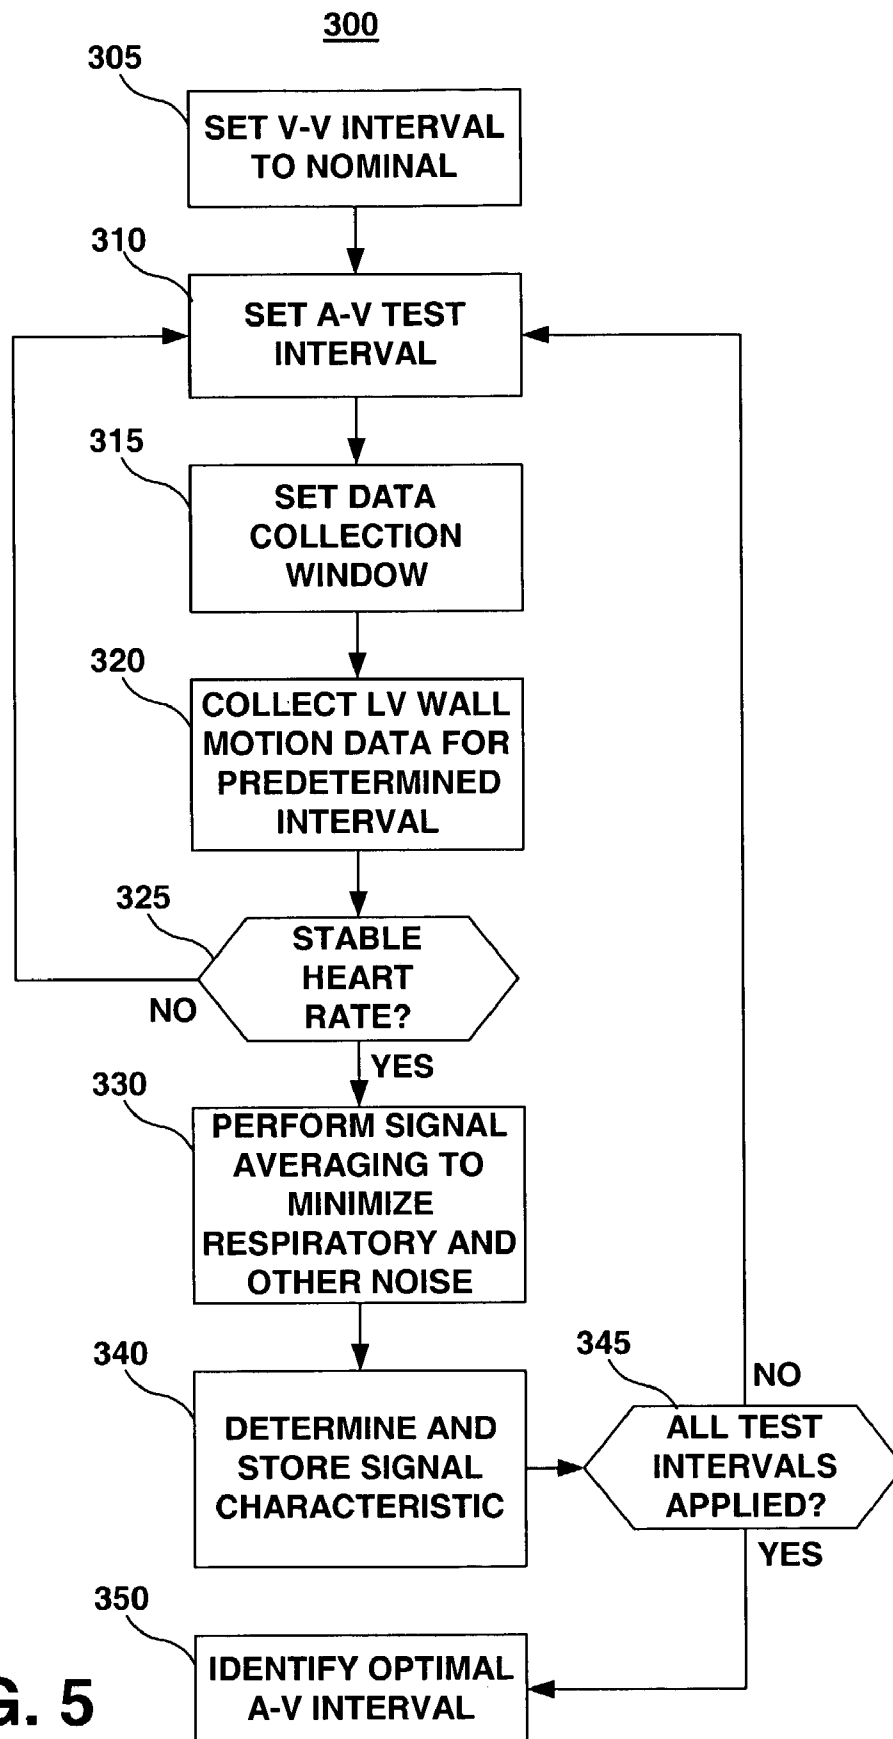 300
305
SET V-V INTERVAL
TO NOMINAL
310
SET A-V TEST
INTERVAL
315
SET DATA
COLLECTION
WINDOW
320
COLLECT LV WALL
MOTION DATA FOR
PREDETERMINED
INTERVAL
325
STABLE
HEART
RATE?
NO
YES
330
PERFORM SIGNAL
AVERAGING TO
MINIMIZE
RESPIRATORY AND
OTHER NOISE
340
DETERMINE AND
STORE SIGNAL
CHARACTERISTIC
345
NO
ALL TEST
INTERVALS
APPLIED?
YES
350
IDENTIFY OPTIMAL
A-V INTERVAL
G. 5